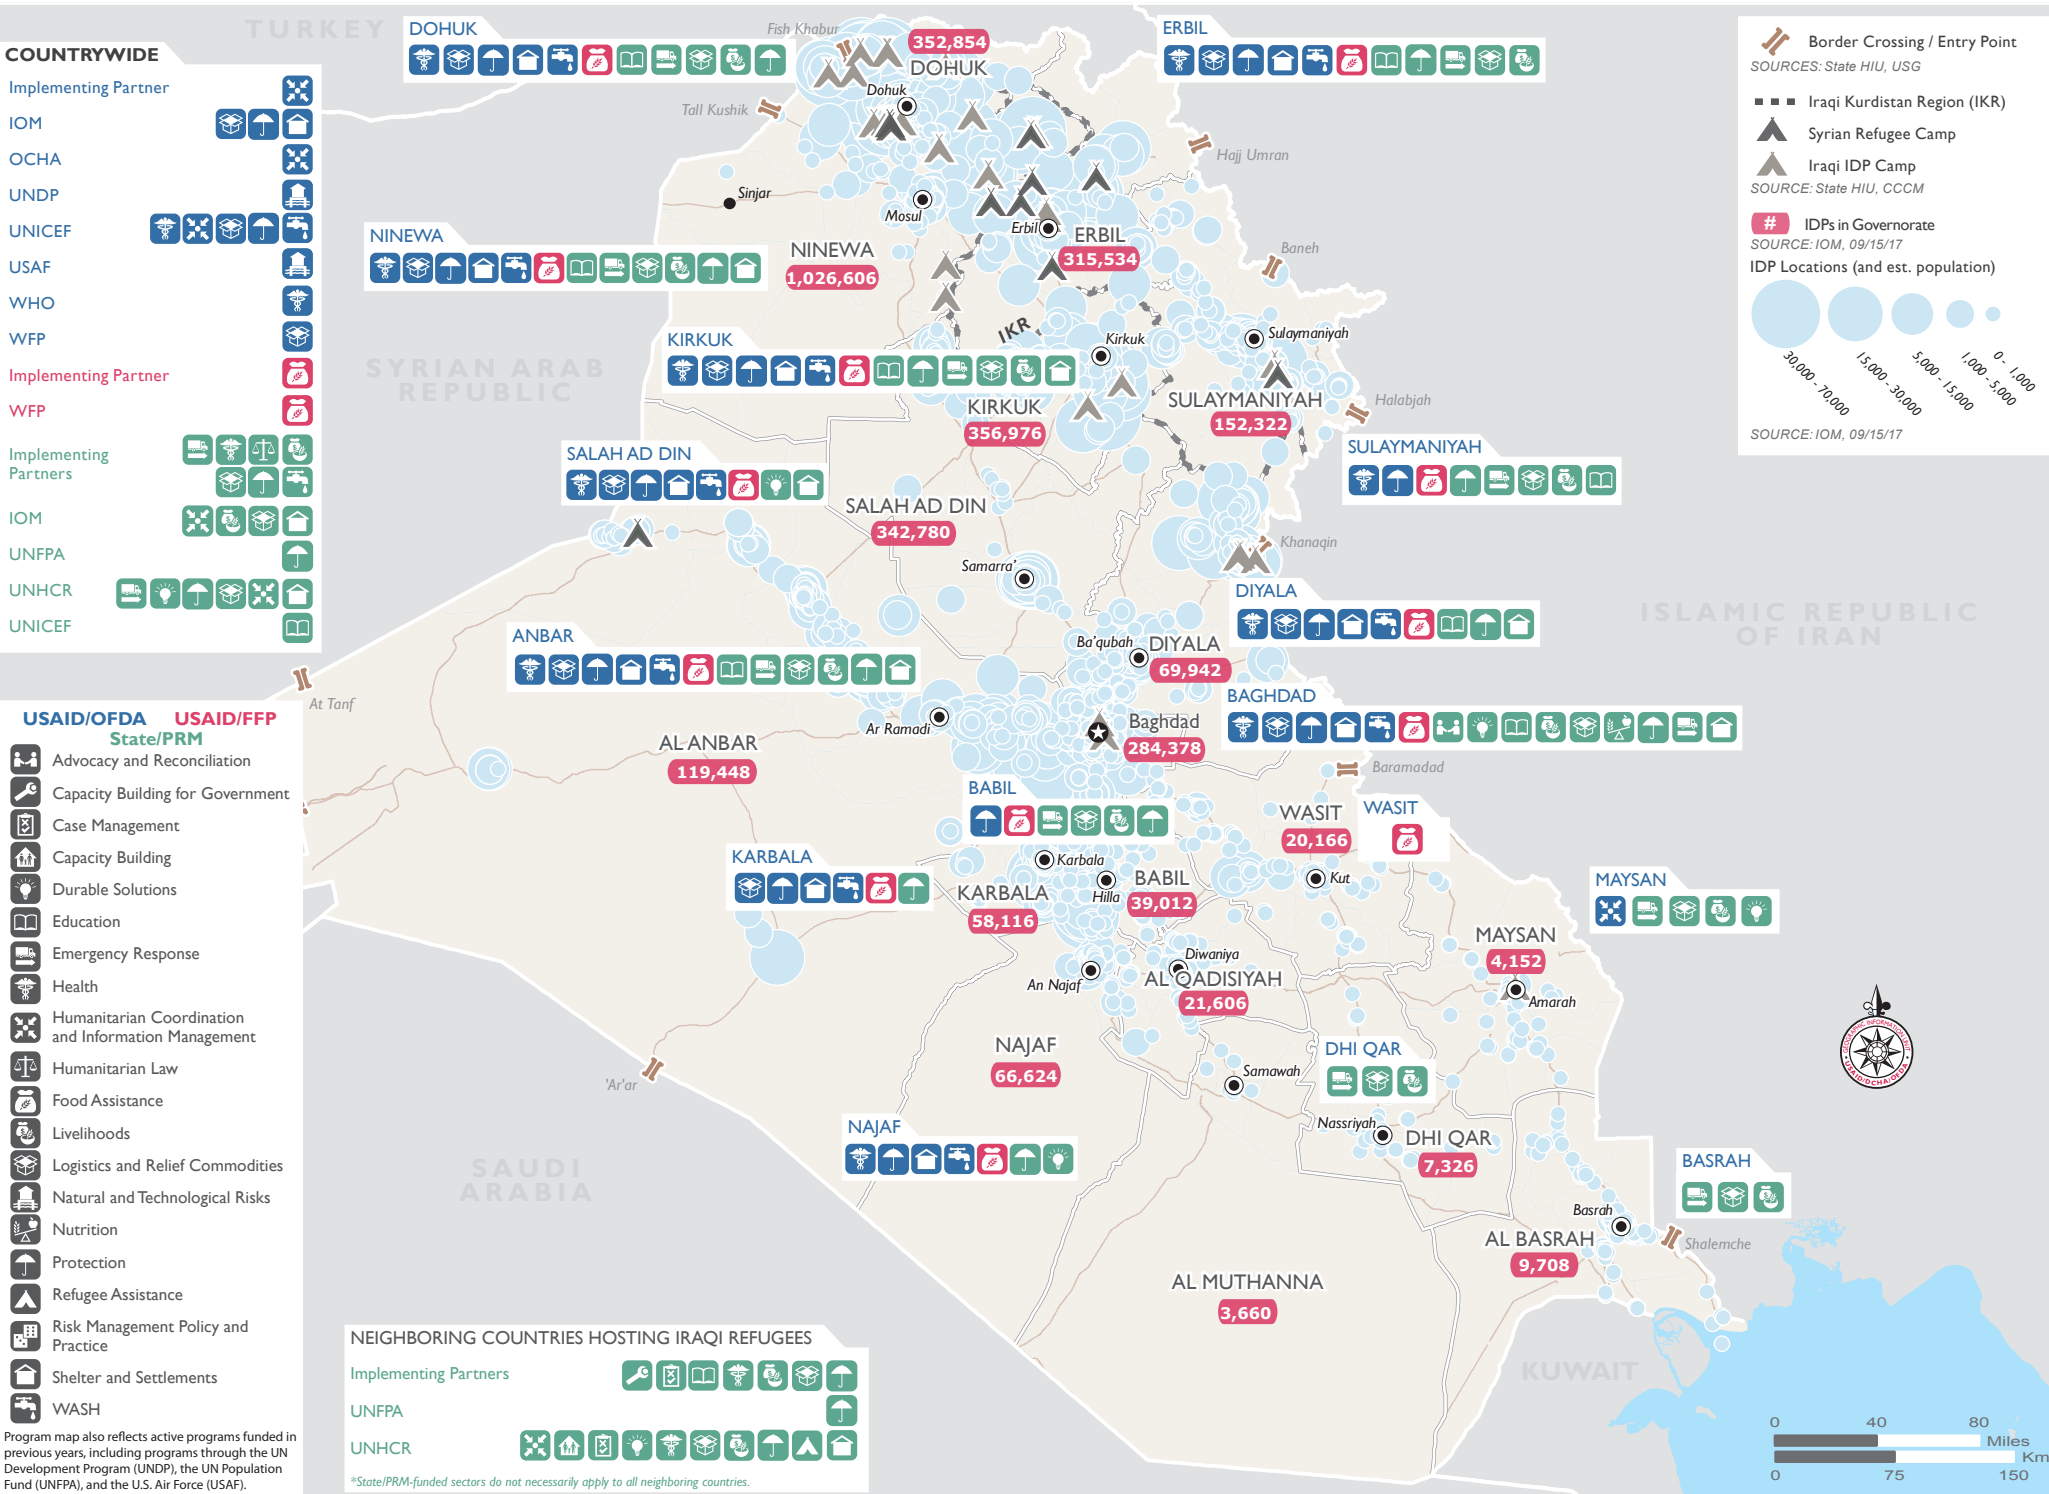 TURKEY
COUNTRYWIDE
Implementing Partner
IOM
OCHA
UNDP
UNICEF
USAF
WHO
WFP
Implementing Partner
WFP
Implementing
Partners
IOM
UNFPA
UNHCR
UNICEF
USAID/OFDA USAID/FFP
State/PRM
Advocacy and Reconciliation
Capacity Building for Government
Case Management
Capacity Building
Durable Solutions
Education
Emergency Response
Health
Humanitarian Coordination
and Information Management
Humanitarian Law
Food Assistance
Livelihoods
Logistics and Relief Commodities
Natural and Technological Risks
Nutrition
Protection
Refugee Assistance
Risk Management Policy and
Practice
Shelter and Settlements
WASH
Program map also reflects active programs funded in
previous years, including programs through the UN
Development Program (UNDP), the UN Population
Fund (UNFPA), and the U.S. Air Force (USAF).
DOHUK
Fish Khabur
352,854
DOHUK
Dohuk
Tall Kushik
ERBIL
Hajj Umran
Sinjar
Mosul
NINEWA
NINEWA
1,026,606
Erbil
ERBIL
315,534
Baneh
SYRIAN ARAB
REPUBLIC
IKR
KIRKUK
Kirkuk
Sulaymaniyah
KIRKUK
356,976
SULAYMANIYAH
152,322
Halabjah
SULAYMANIYAH
SALAH AD DIN
SALAH AD DIN
342,780
Samarra'
Khanaqin
DIYALA
ISLAMIC REPUBLIC
OF IRAN
ANBAR
Ba'qubah
DIYALA
69,942
BAGHDAD
At Tanf
Ar Ramadi
AL ANBAR
119,448
Baghdad
284,378
Baramadad
BABIL
WASIT
20,166
WASIT
KARBALA
Karbala
KARBALA
58,116
Hilla
BABIL
39,012
Kut
MAYSAN
MAYSAN
4,152
Amarah
An Najaf
Diwaniya
AL QADISIYAH
21,606
NAJAF
66,624
'Ar'ar
Samawah
DHI QAR
Nassriyah
DHI QAR
7,326
NAJAF
SAUDI
ARABIA
BASRAH
Basrah
Shalemche
AL BASRAH
9,708
AL MUTHANNA
3,660
KUWAIT
NEIGHBORING COUNTRIES HOSTING IRAQI REFUGEES
Implementing Partners
UNFPA
UNHCR
*State/PRM-funded sectors do not necessarily apply to all neighboring countries.
Border Crossing / Entry Point
SOURCES: State HIU, USG
Iraqi Kurdistan Region (IKR)
Syrian Refugee Camp
Iraqi IDP Camp
SOURCE: State HIU, CCCM
# IDPs in Governorate
SOURCE: IOM, 09/15/17
IDP Locations (and est. population)
30,000 - 70,000
15,000 - 30,000
5,000 - 15,000
1,000 - 5,000
0 - 1,000
SOURCE: IOM, 09/15/17
GEOGRAPHIC INFORMATION UNIT
USAID/DCHA/OFDA
0 40 80
Miles
Km
0 75 150